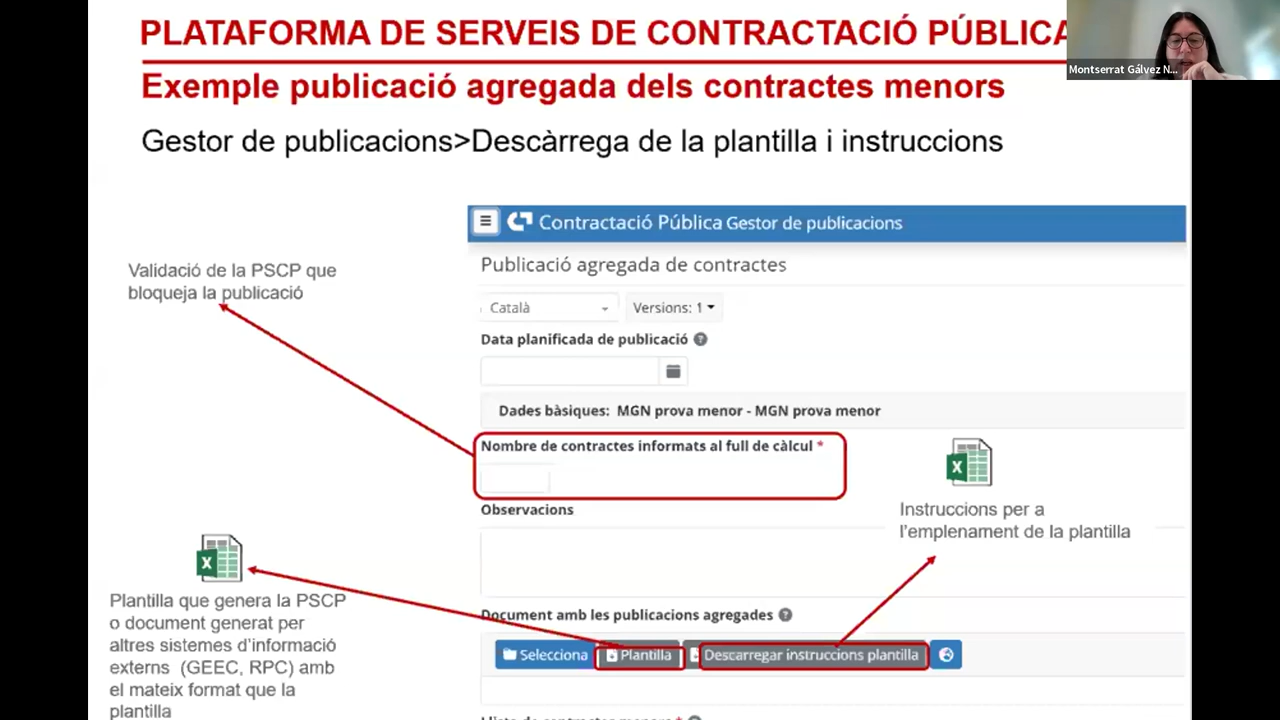 PLATAFORMA DE SERVEIS DE CONTRACTACIÓ PÚBLICA
Montserrat Gálvez N...
Exemple publicació agregada dels contractes menors
Gestor de publicacions>Descàrrega de la plantilla i instruccions
Contractació Pública Gestor de publicacions
Publicació agregada de contractes
Validació de la PSCP que
bloqueja la publicació
Català
Versions: 1
Data planificada de publicació
Dades bàsiques: MGN prova menor - MGN prova menor
Nombre de contractes informats al full de càlcul *
Observacions
Instruccions per a
l'emplenament de la plantilla
Plantilla que genera la PSCP
o document generat per
altres sistemes d'informació
externs (GEEC, RPC) amb
el mateix format que la
plantilla
Document amb les publicacions agregades
Selecciona
Plantilla
Descarregar instruccions plantilla